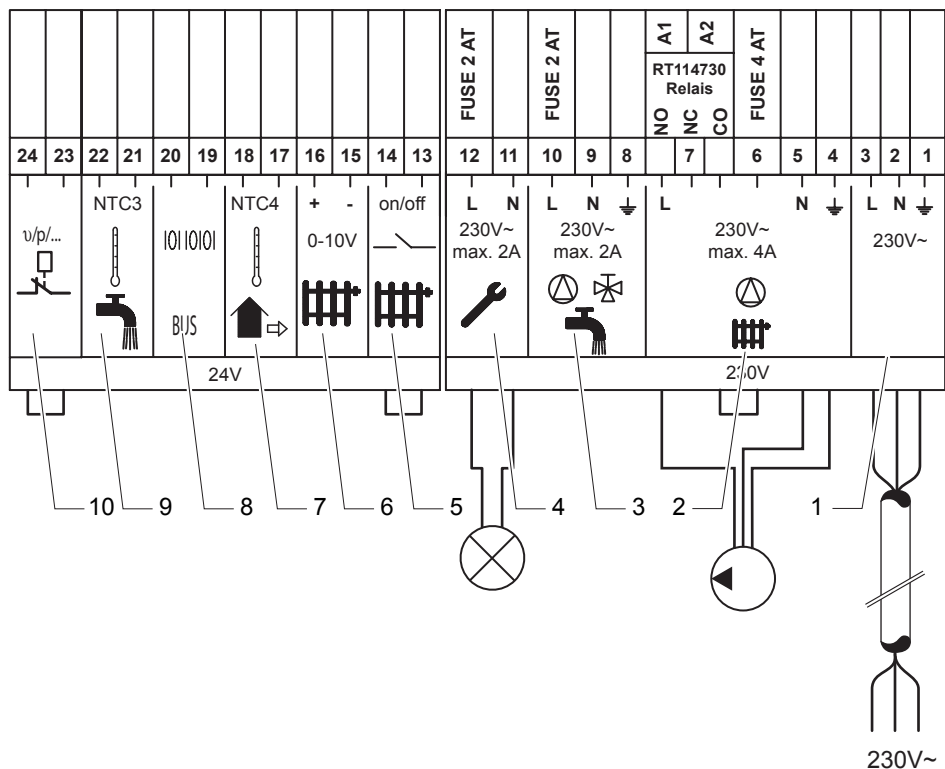 FUSE 2 AT
FUSE 2 AT
A1 A2
RT114730
Relais
NO NC CO
FUSE 4 AT
24 23 22 21 20 19 18 17 16 15 14 13
12 11 10 9 8 7 6 5 4 3 2 1
υ/p/...
NTC3
IOIIOIOI
BUS
NTC4
+ -
0-10V
on/off
L N
230V~
max. 2A
L N
230V~
max. 2A
L N
230V~
max. 4A
L N
230V~
24V
230V
10 9 8 7 6 5 4 3 2 1
230V~